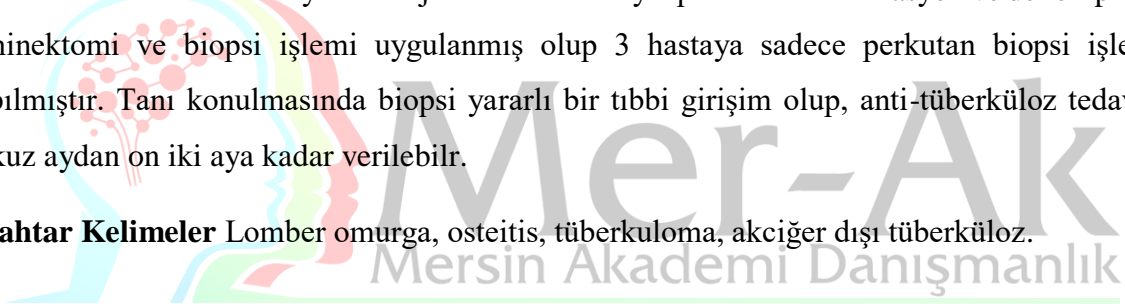 ninektomi ve biopsi işlemi uygulanmış olup 3 hastaya sadece perkutan biopsi işle
pılmıştır. Tanı konulmasında biopsi yararlı bir tıbbi girişim olup, anti-tüberküloz tedav
kuz aydan on iki aya kadar verilebilr.
Mer-Ak
ahtar Kelimeler Lomber omurga, osteitis, tüberkuloma, akciğer dışı tüberküloz.
Mersin Akademi Danışmanlık